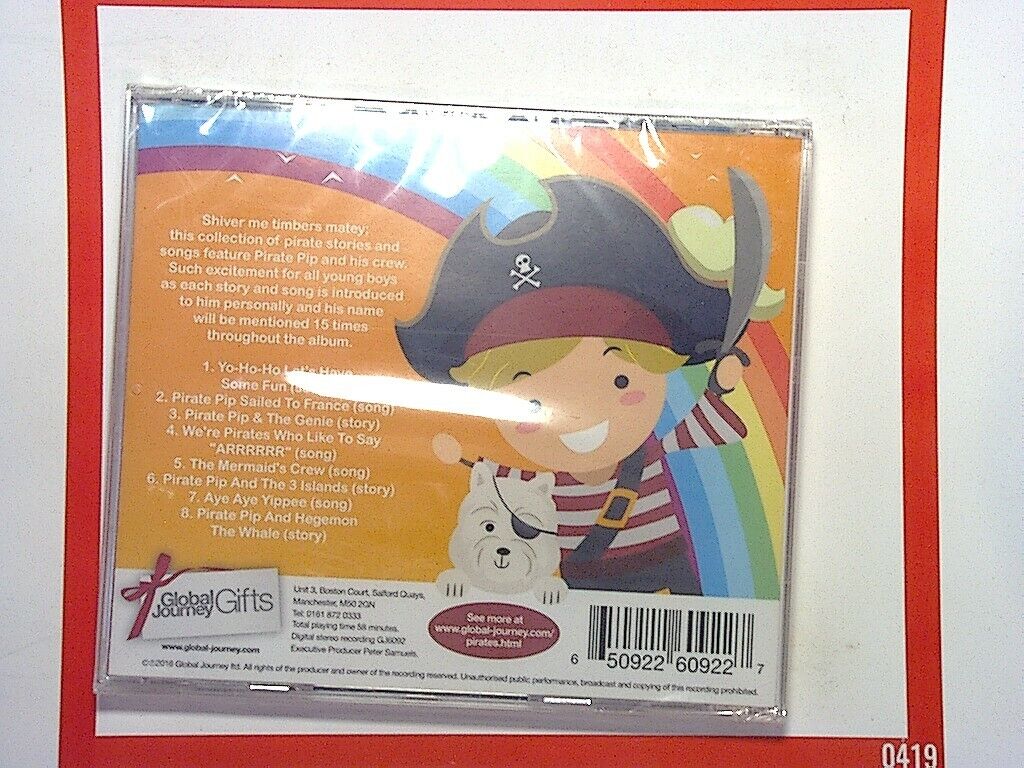 Shiver me timbers matey;
this collection of pirate stories and
songs feature Pirate Pip and his crew.
Such excitement for all young boys
as each story and song is introduced
to him personally and his name
will be mentioned 15 times
throughout the album.
1. Yo-Ho-Ho Let's Have
Some Fun
2. Pirate Pip Sailed To France (song)
3. Pirate Pip & The Genie (story)
4. We're Pirates Who Like To Say
"ARRRRRR" (song)
5. The Mermaid's Crew (song)
6. Pirate Pip And The 3 Islands (story)
7. Aye Aye Yippee (song)
8. Pirate Pip And Hegemon
The Whale (story)
Global
Journey Gifts
www.global-journey.com
Unit 3, Boston Court, Salford Quays,
Manchester, M50 2QN
Tel: 0161 872 0333
Total playing time 58 minutes.
Digital stereo recording GJ6092
Executive Producer Peter Samuels.
See more at
www.global-journey.com/
pirates.html
6 50922 60922 7
©℗2016 Global Journey ltd. All rights of the producer and owner of the recording reserved. Unauthorised public performance, broadcast and copying of this recording prohibited.
0419